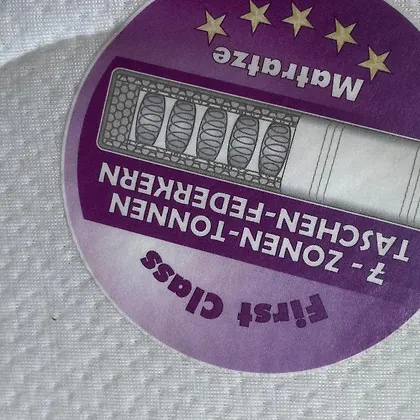 First Class
7 - ZONEN-TONNEN
TASCHEN-FEDERKERN
Matratze